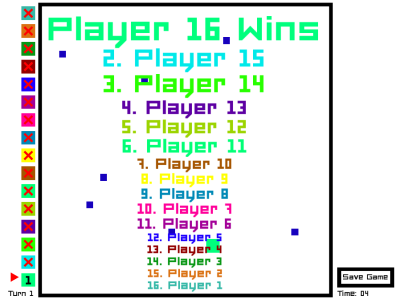 Player 16 Wins
2. Player 15
3. Player 14
4. Player 13
5. Player 12
6. Player 11
7. Player 10
8. Player 9
9. Player 8
10. Player 7
11. Player 6
12. Player 5
13. Player 4
14. Player 3
15. Player 2
16. Player 1
1
Turn 1
Save Game
Time: 04